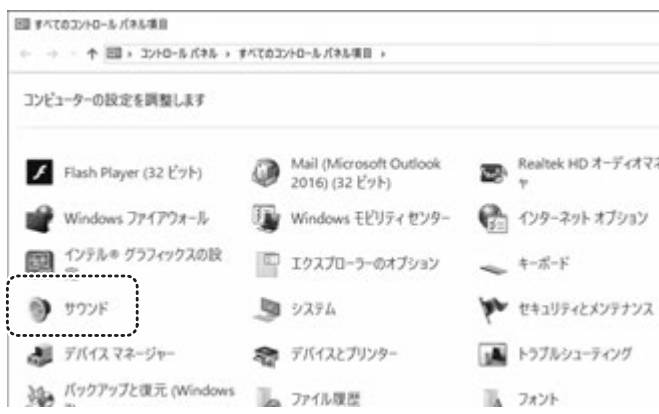 すべてのコントロール パネル項目
コントロール パネル › すべてのコントロール パネル項目 ›
コンピューターの設定を調整します
Flash Player (32 ビット)
Mail (Microsoft Outlook
2016) (32 ビット)
Realtek HD オーディオマネ
ャ
Windows ファイアウォール
Windows モビリティ センター
インターネット オプション
インテル® グラフィックスの設
エクスプローラーのオプション
キーボード
サウンド
システム
セキュリティとメンテナンス
デバイス マネージャー
デバイスとプリンター
トラブルシューティング
バックアップと復元 (Windows
ファイル履歴
フォント